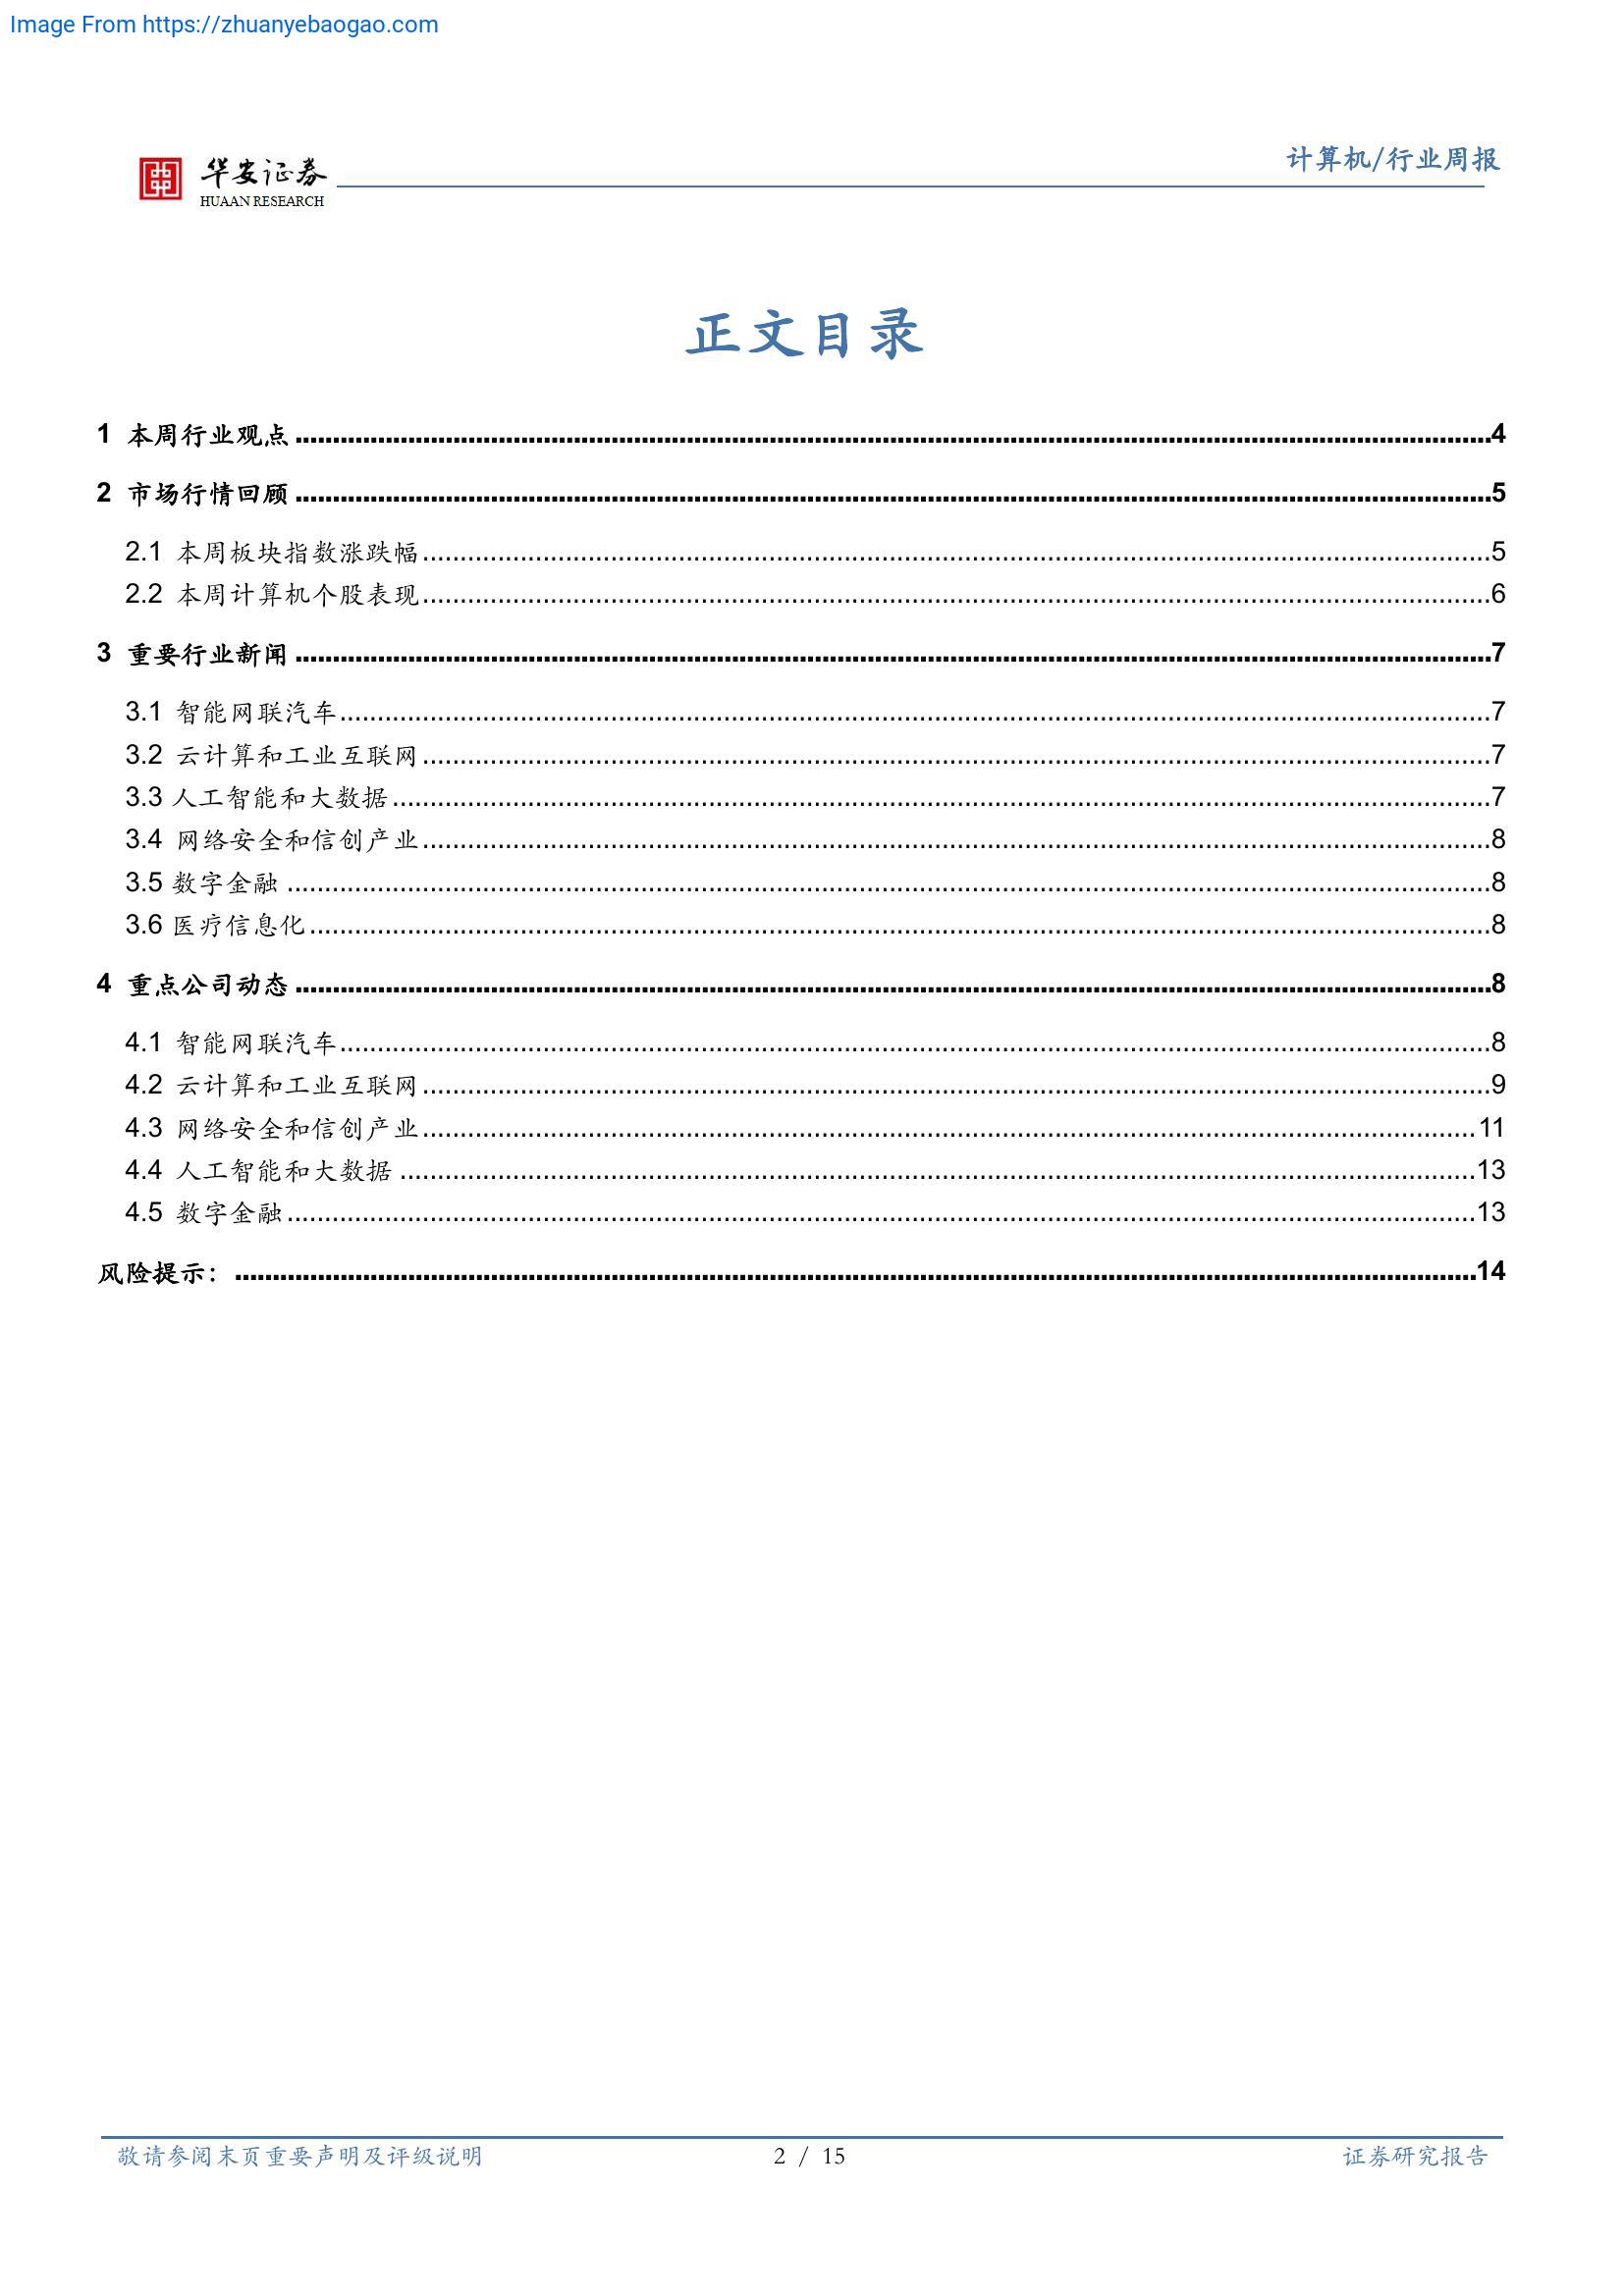 Image From https://zhuanyebaogao.com
华安证券
HUAAN RESEARCH
计算机/行业周报
正文目录
1 本周行业观点 4
2 市场行情回顾 5
2.1 本周板块指数涨跌幅 5
2.2 本周计算机个股表现 6
3 重要行业新闻 7
3.1 智能网联汽车 7
3.2 云计算和工业互联网 7
3.3 人工智能和大数据 7
3.4 网络安全和信创产业 8
3.5 数字金融 8
3.6 医疗信息化 8
4 重点公司动态 8
4.1 智能网联汽车 8
4.2 云计算和工业互联网 9
4.3 网络安全和信创产业 11
4.4 人工智能和大数据 13
4.5 数字金融 13
风险提示： 14
敬请参阅末页重要声明及评级说明
2 / 15
证券研究报告